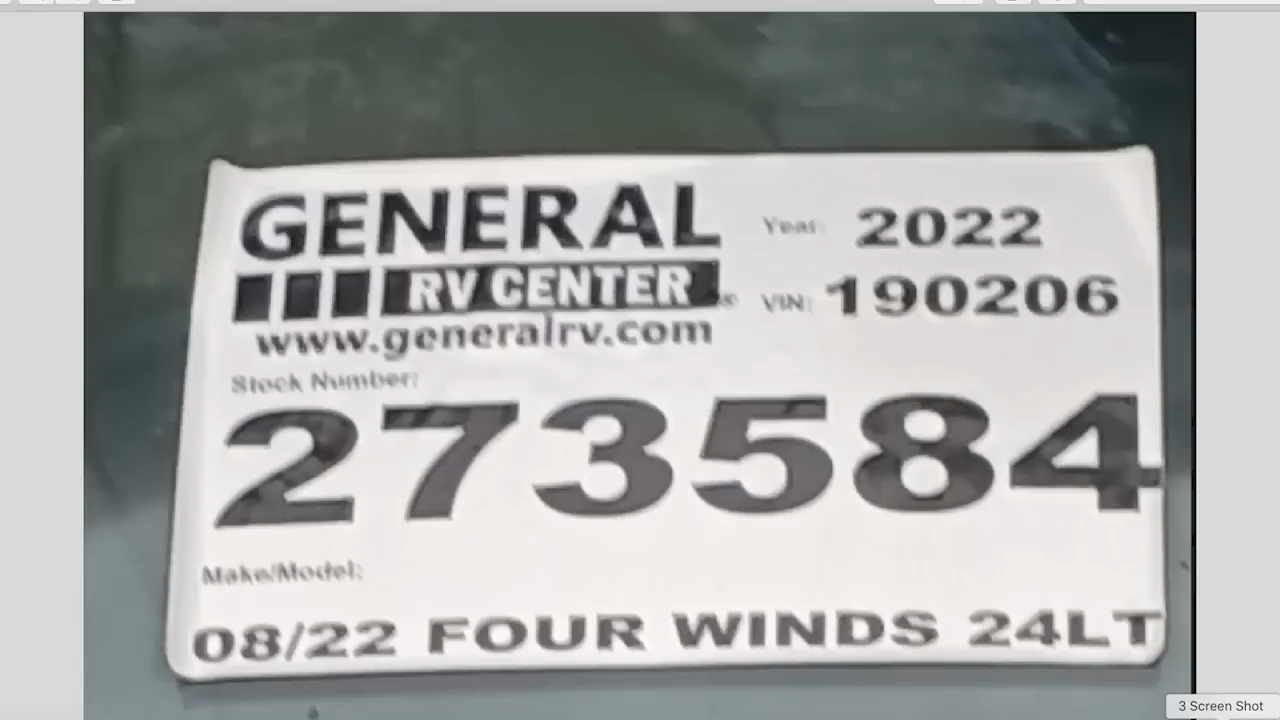 GENERAL
RV CENTER
www.generalrv.com
Year: 2022
VIN: 190206
Stock Number:
273584
Make/Model:
08/22 FOUR WINDS 24LT
3 Screen Shot